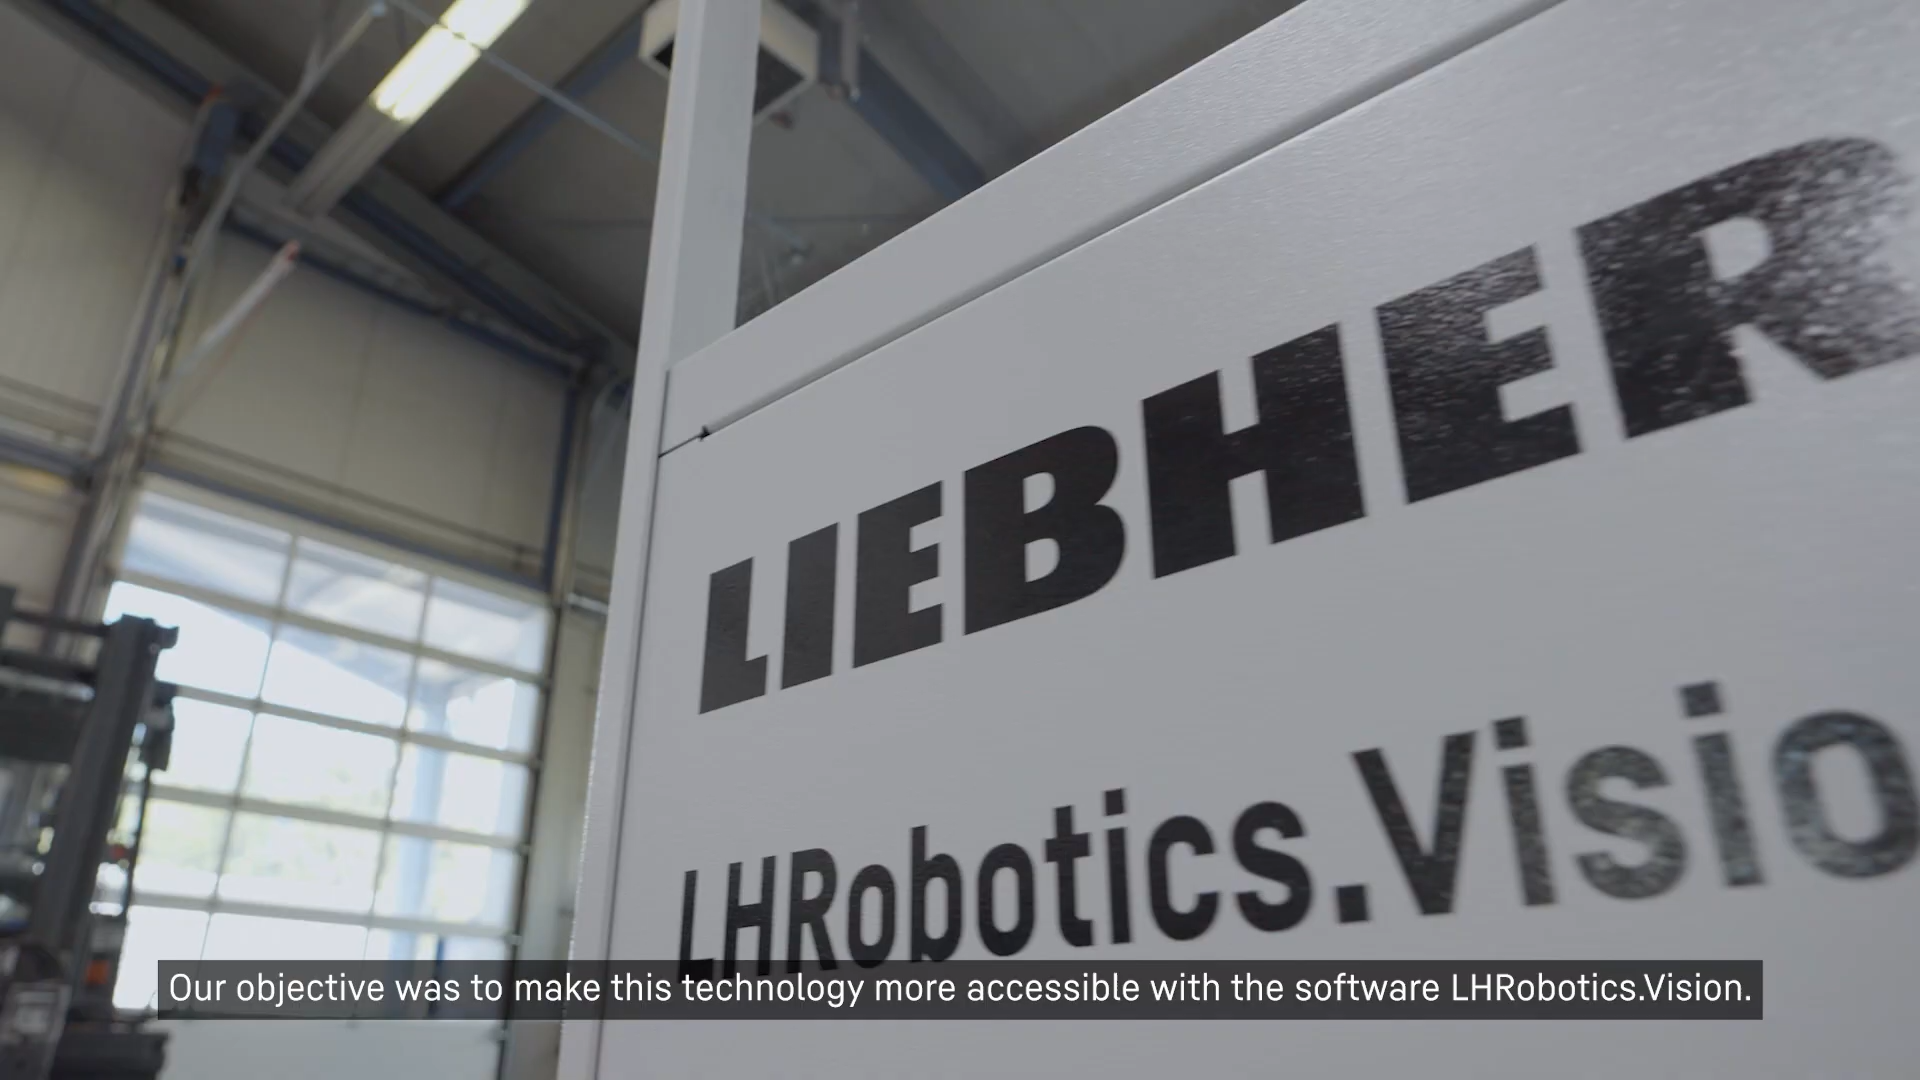 LIEBHER
LHRobotics.Visio
Our objective was to make this technology more accessible with the software LHRobotics.Vision.